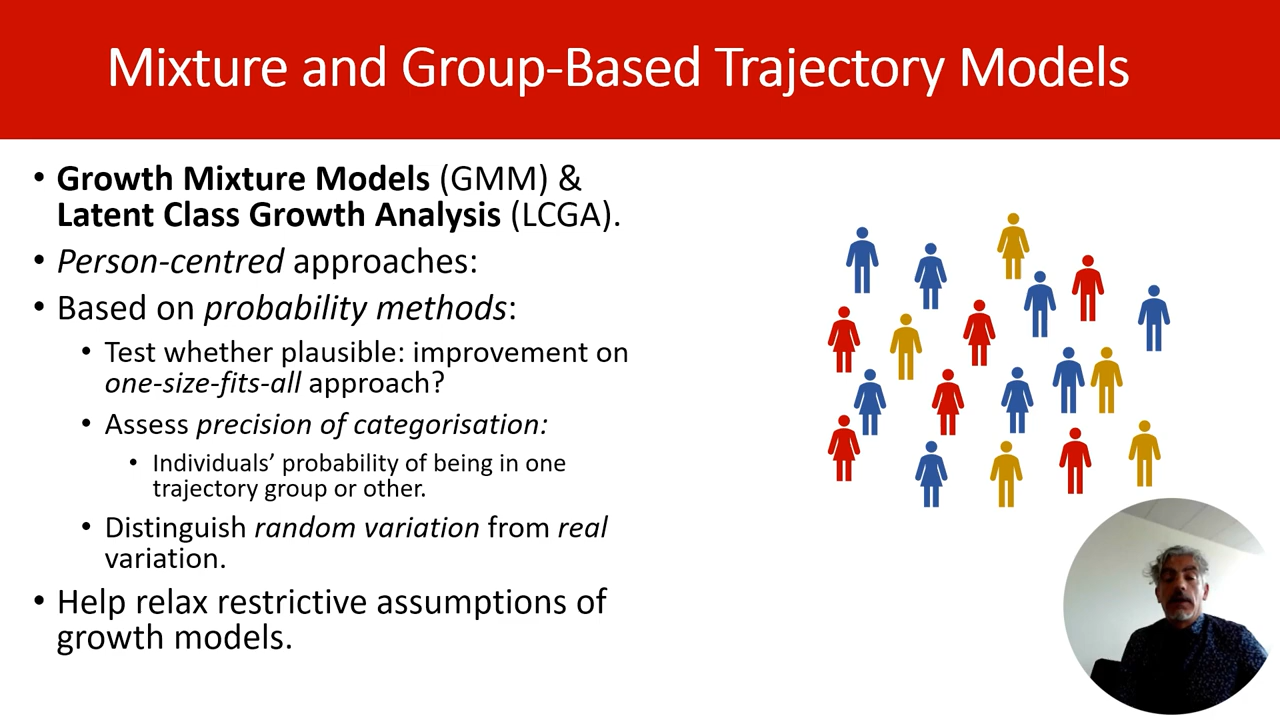 Mixture and Group-Based Trajectory Models
• Growth Mixture Models (GMM) &
Latent Class Growth Analysis (LCGA).
• Person-centred approaches:
• Based on probability methods:
• Test whether plausible: improvement on
one-size-fits-all approach?
• Assess precision of categorisation:
• Individuals’ probability of being in one
trajectory group or other.
• Distinguish random variation from real
variation.
• Help relax restrictive assumptions of
growth models.